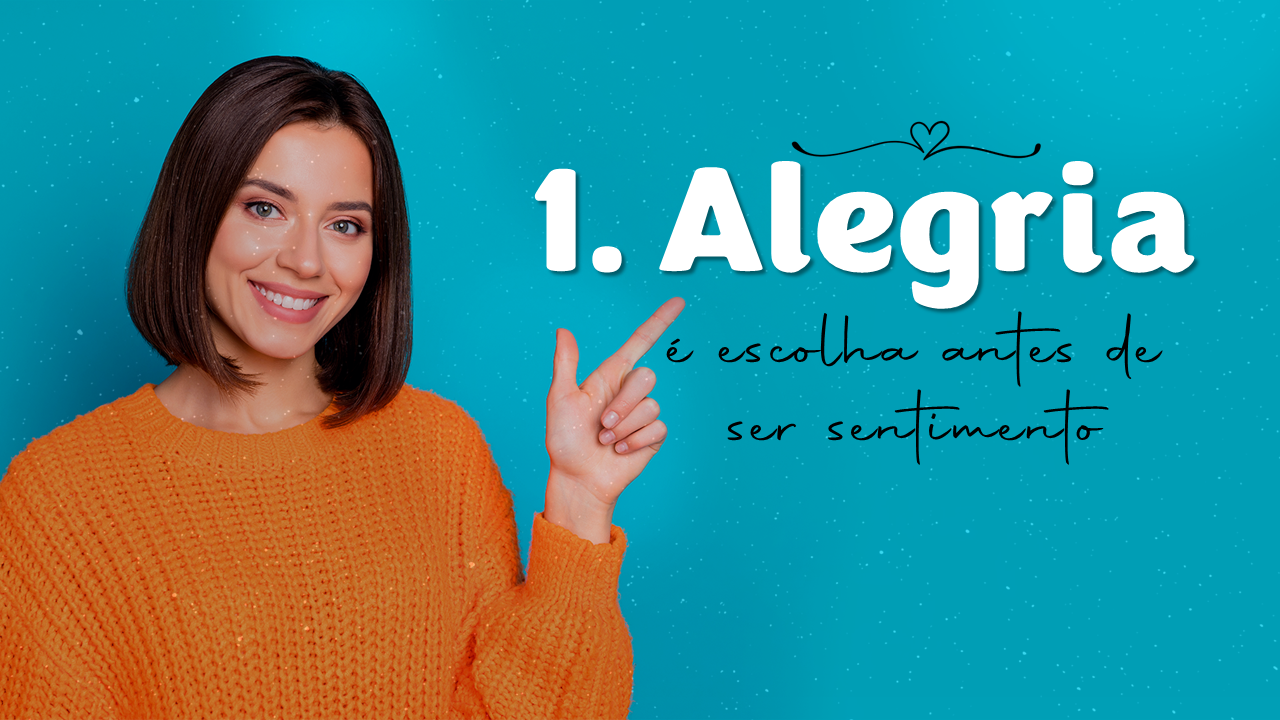 1. Alegria
é escolha antes de
ser sentimento